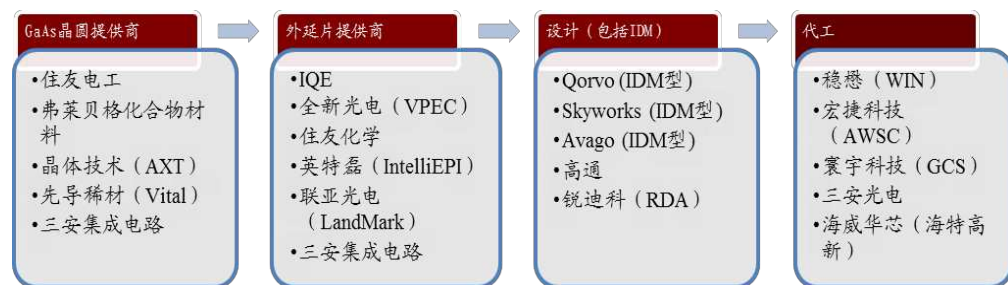 GaAs晶圆提供商
•住友电工
•弗莱贝格化合物材
料
•晶体技术（AXT）
•先导稀材（Vital）
•三安集成电路
外延片提供商
•IQE
•全新光电（VPEC）
•住友化学
•英特磊（IntelliEPI）
•联亚光电
（LandMark）
•三安集成电路
设计（包括IDM）
•Qorvo (IDM型)
•Skyworks (IDM型)
•Avago (IDM型)
•高通
•锐迪科（RDA）
代工
•稳懋（WIN）
•宏捷科技
（AWSC）
•寰宇科技（GCS）
•三安光电
•海威华芯（海特高
新）